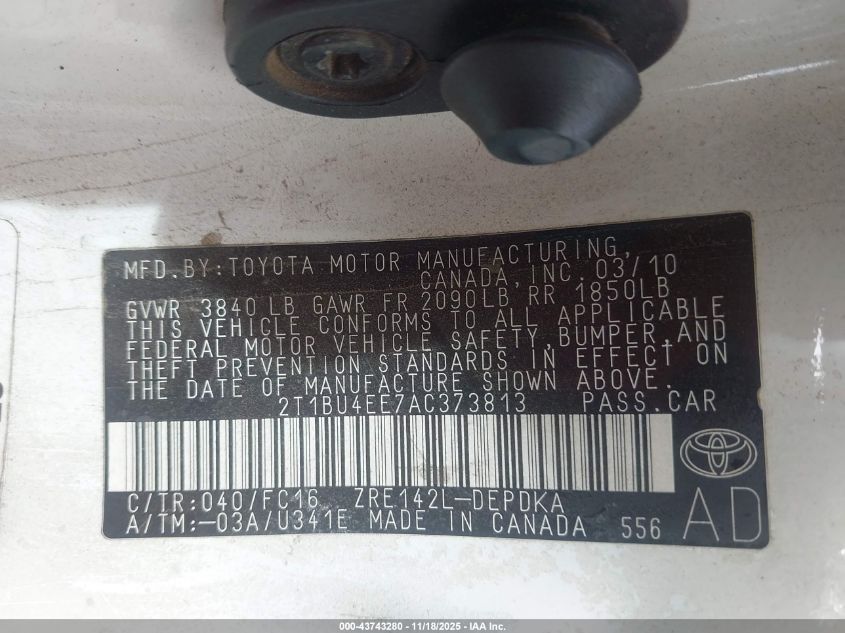 MFD.BY:TOYOTA MOTOR MANUFACTURING,
CANADA,INC.03/10
GVWR 3840LB GAWR FR 2090LB RR 1850LB
THIS VEHICLE CONFORMS TO ALL APPLICABLE
FEDERAL MOTOR VEHICLE SAFETY,BUMPER,AND
THEFT PREVENTION STANDARDS IN EFFECT ON
THE DATE OF MANUFACTURE SHOWN ABOVE.
2T1BU4EE7AC373813 PASS.CAR
C/TR:040/FC16 ZRE142L-DEPDKA
A/TM:-03A/U341E MADE IN CANADA 556
AD
000-43743280 - 11/18/2025 - IAA Inc.